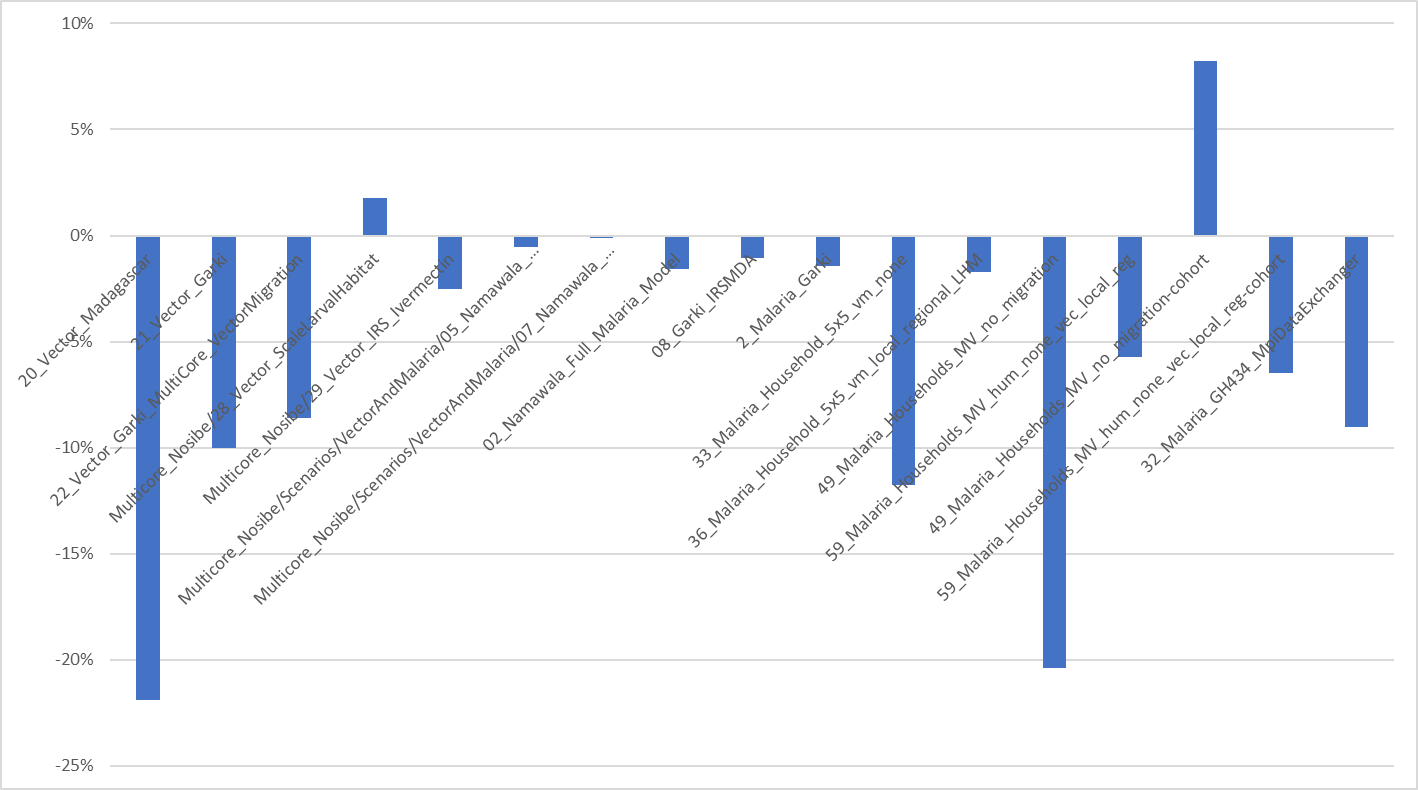 10%
5%
0%
-5%
-10%
-15%
-20%
-25%
20_Vector_Madagascar
21_Vector_Garki
22_Vector_Garki_MultiCore_VectorMigration
Multicore_Nosibe/28_Vector_ScaleLarvalHabitat
Multicore_Nosibe/29_Vector_IRS_Ivermectin
Multicore_Nosibe/Scenarios/VectorAndMalaria/05_Namawala_…
Multicore_Nosibe/Scenarios/VectorAndMalaria/07_Namawala_…
02_Namawala_Full_Malaria_Model
08_Garki_IRSMDA
2_Malaria_Garki
33_Malaria_Household_5x5_vm_none
36_Malaria_Household_5x5_vm_local_regional_LHM
49_Malaria_Households_MV_no_migration
59_Malaria_Households_MV_hum_none_vec_local_reg
49_Malaria_Households_MV_no_migration-cohort
59_Malaria_Households_MV_hum_none_vec_local_reg-cohort
32_Malaria_GH434_MpiDataExchanger